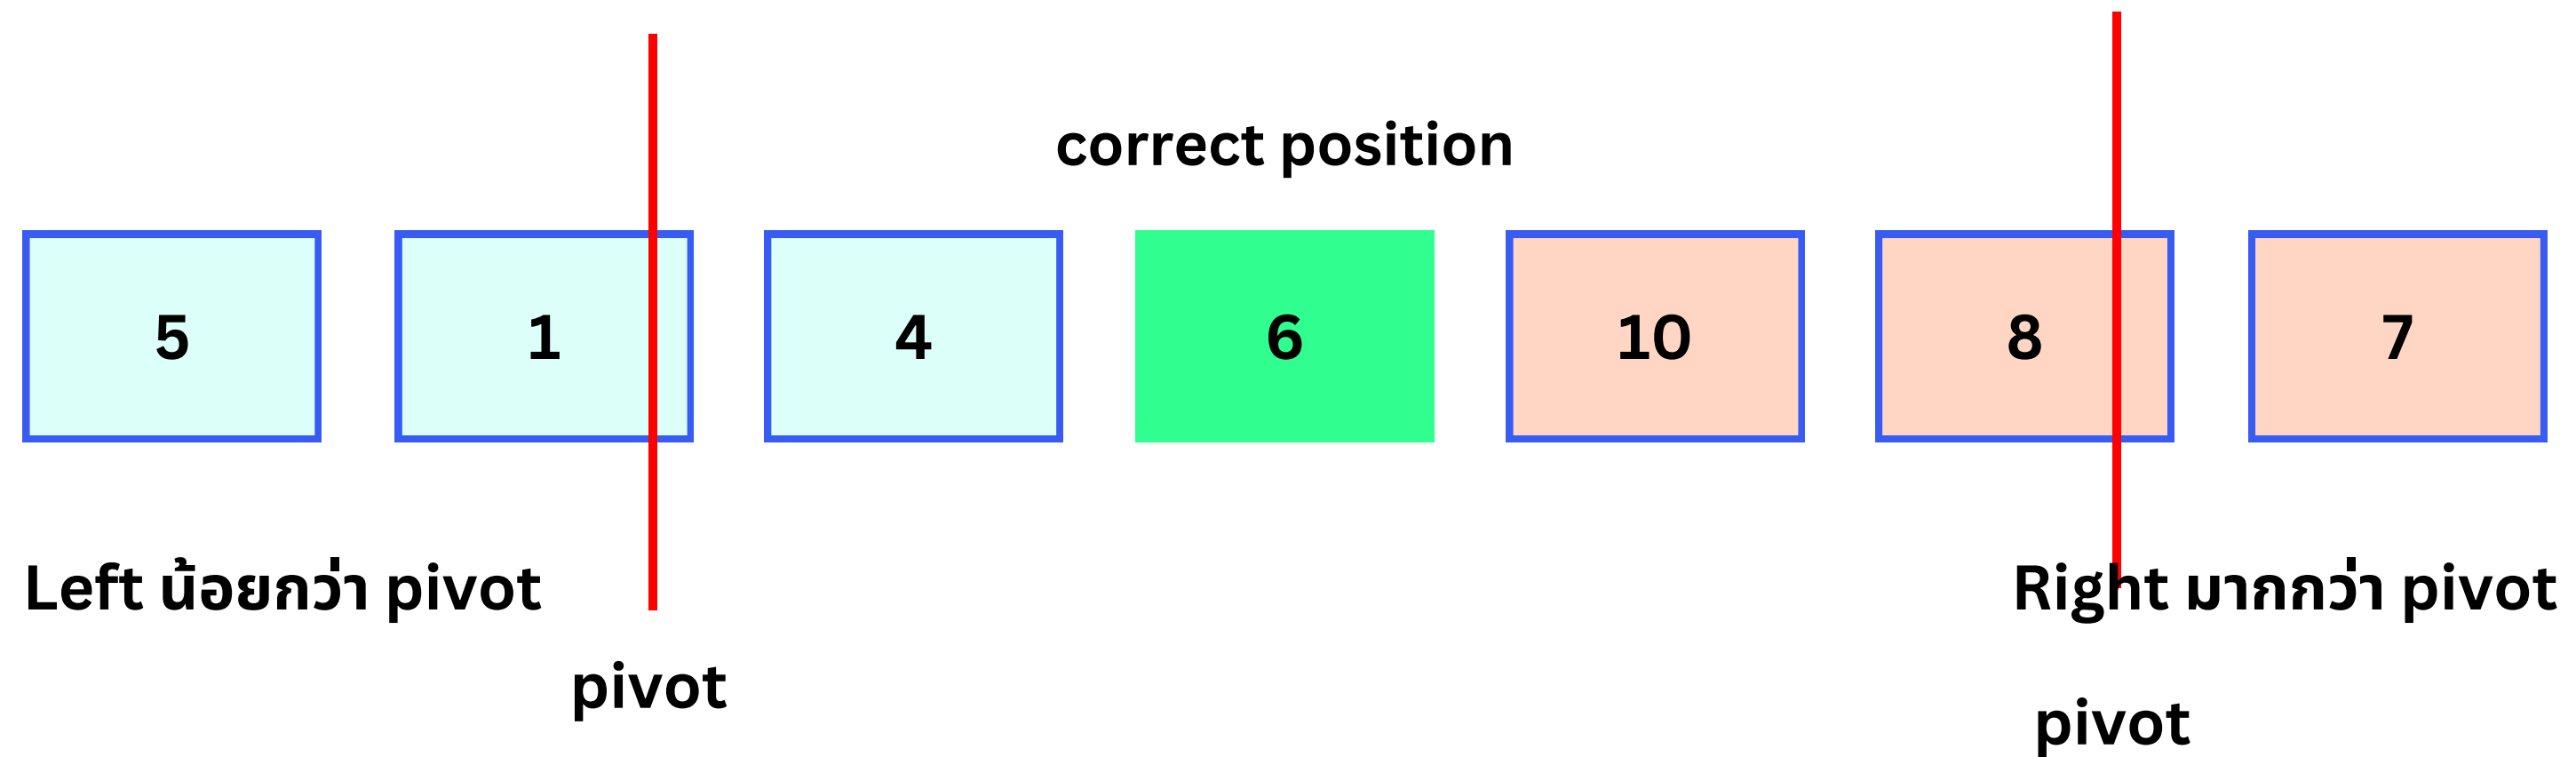 correct position
5 1 4 6 10 8 7
Left น้อยกว่า pivot
Right มากกว่า pivot
pivot
pivot